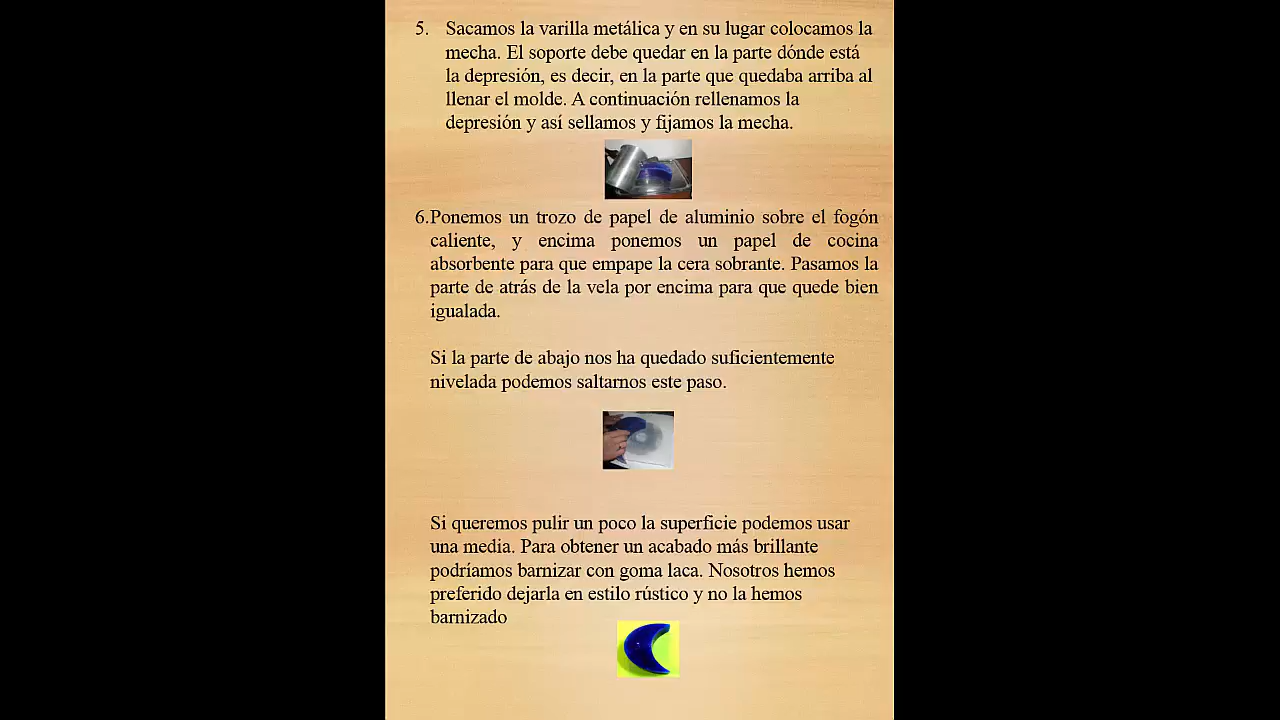 5. Sacamos la varilla metálica y en su lugar colocamos la
mecha. El soporte debe quedar en la parte dónde está
la depresión, es decir, en la parte que quedaba arriba al
llenar el molde. A continuación rellenamos la
depresión y así sellamos y fijamos la mecha.
6.Ponemos un trozo de papel de aluminio sobre el fogón
caliente, y encima ponemos un papel de cocina
absorbente para que empape la cera sobrante. Pasamos la
parte de atrás de la vela por encima para que quede bien
igualada.
Si la parte de abajo nos ha quedado suficientemente
nivelada podemos saltarnos este paso.
Si queremos pulir un poco la superficie podemos usar
una media. Para obtener un acabado más brillante
podríamos barnizar con goma laca. Nosotros hemos
preferido dejarla en estilo rústico y no la hemos
barnizado